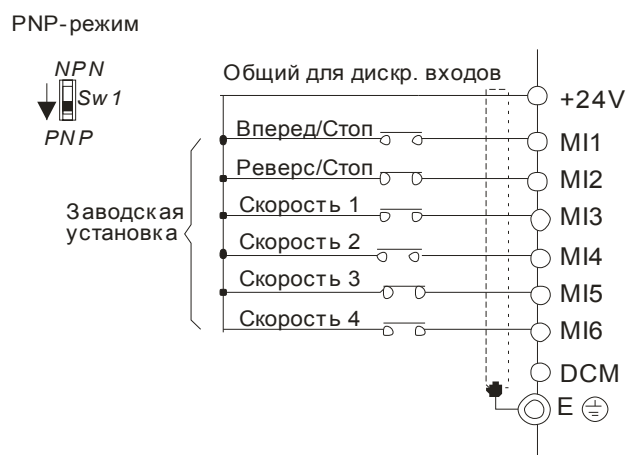 PNP-режим
NPN
Sw1
PNP
Общий для дискр. входов
+24V
Вперед/Стоп
MI1
Реверс/Стоп
MI2
Скорость 1
MI3
Заводская
установка
Скорость 2
MI4
Скорость 3
MI5
Скорость 4
MI6
DCM
E